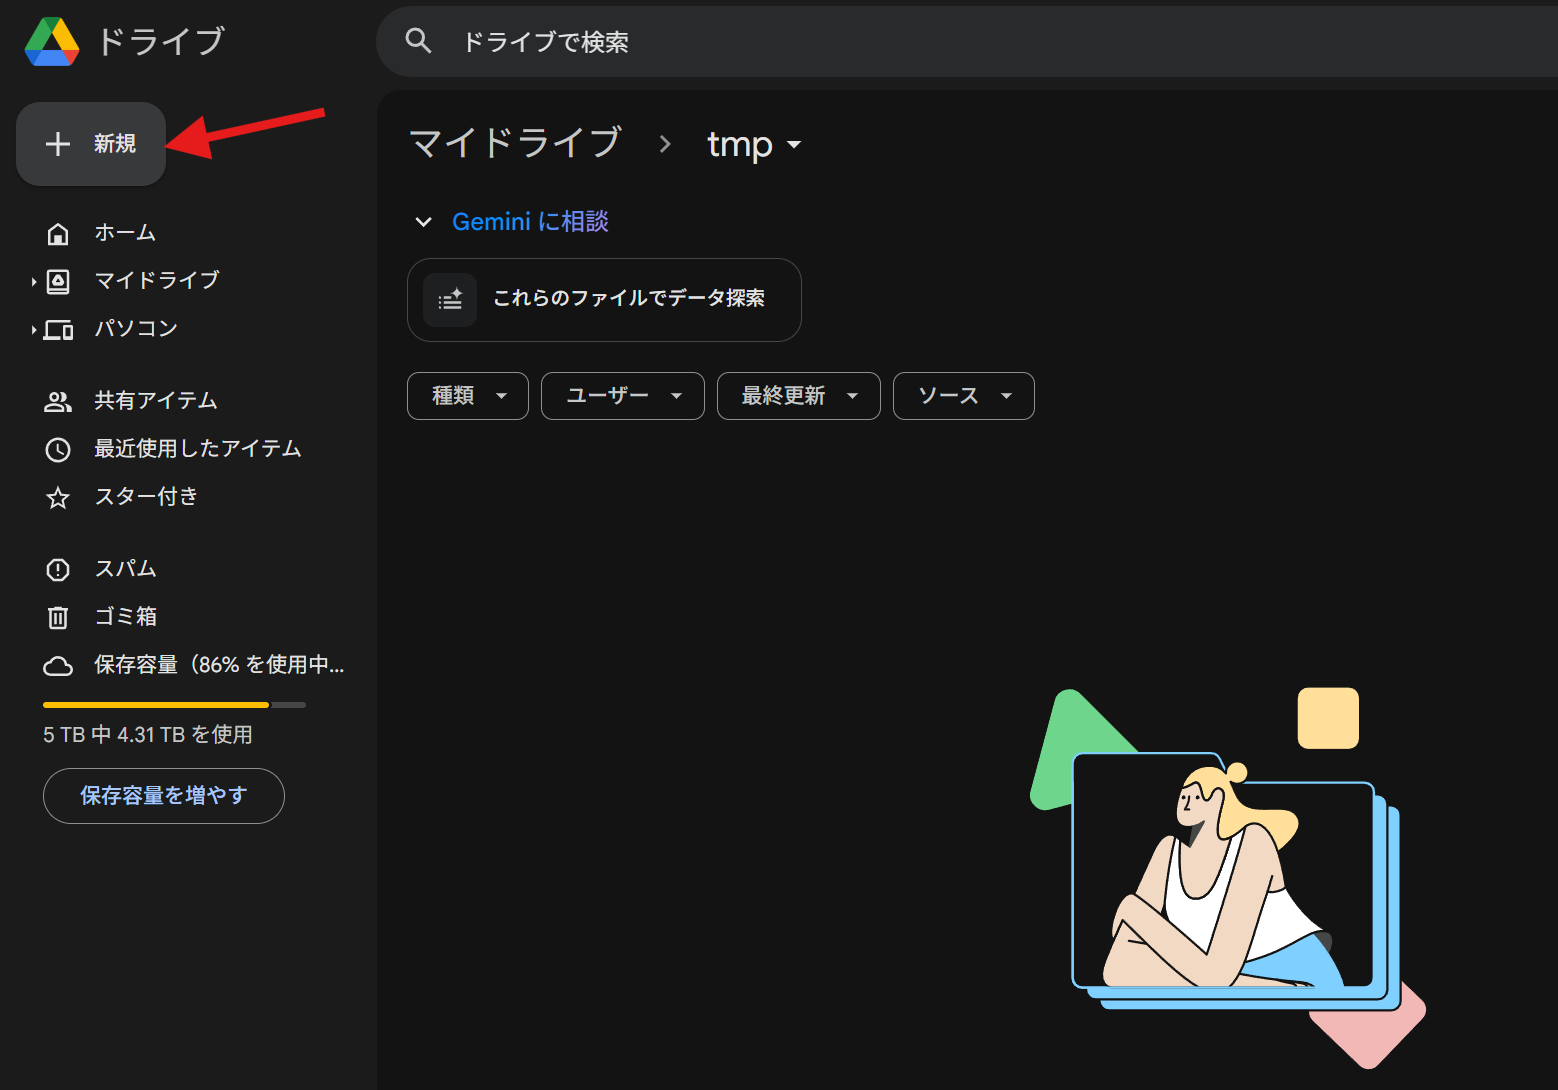 ドライブ
ドライブで検索
新規
マイドライブ
tmp
Gemini に相談
これらのファイルでデータ探索
種類
ユーザー
最終更新
ソース
ホーム
マイドライブ
パソコン
共有アイテム
最近使用したアイテム
スター付き
スパム
ゴミ箱
保存容量（86% を使用中...
5 TB 中 4.31 TB を使用
保存容量を増やす